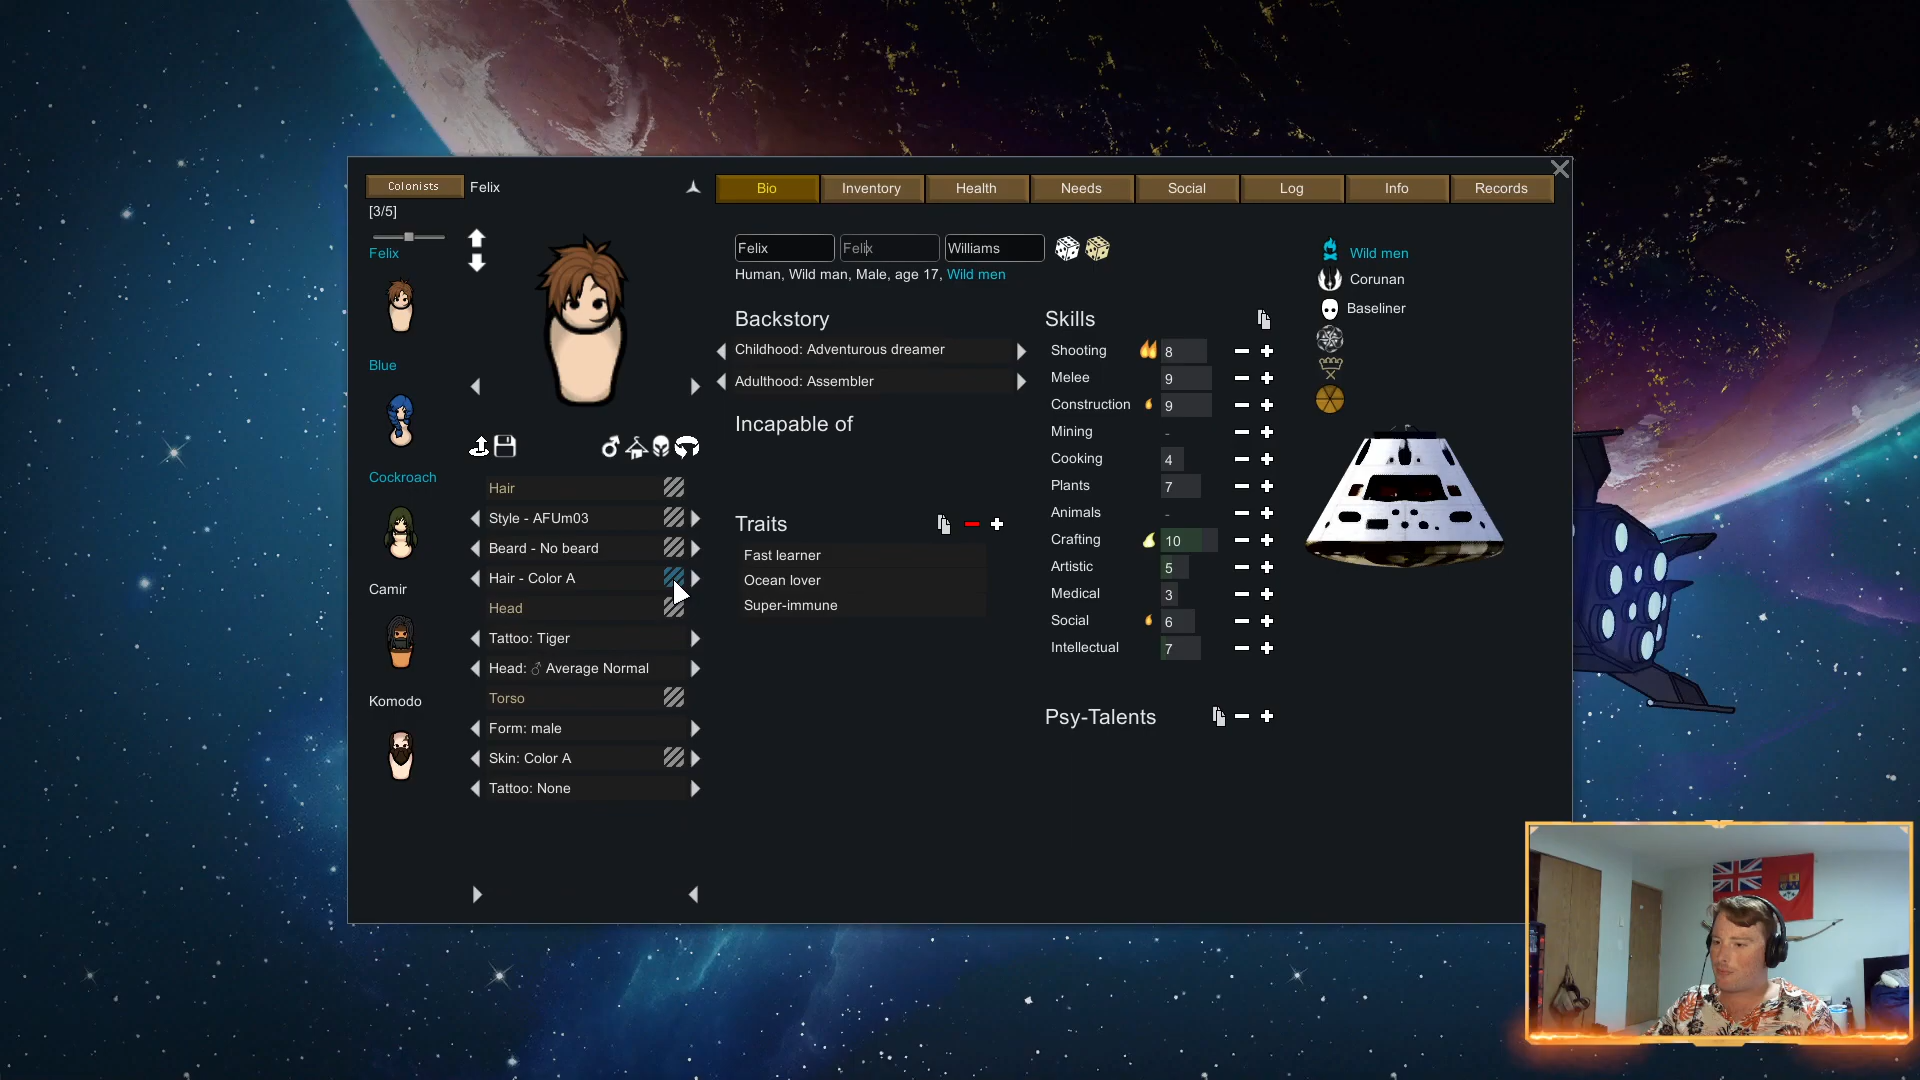 Colonists
Felix
[3/5]
Felix
Blue
Cockroach
Camir
Komodo
Hair
Style - AFUm03
Beard - No beard
Hair - Color A
Head
Tattoo: Tiger
Head: ♂ Average Normal
Torso
Form: male
Skin: Color A
Tattoo: None
Bio
Inventory
Health
Needs
Social
Log
Info
Records
Felix
Felix
Williams
Human, Wild man, Male, age 17, Wild men
Backstory
Childhood: Adventurous dreamer
Adulthood: Assembler
Incapable of
Traits
Fast learner
Ocean lover
Super-immune
Skills
Shooting 8
Melee 9
Construction 9
Mining -
Cooking 4
Plants 7
Animals -
Crafting 10
Artistic 5
Medical 3
Social 6
Intellectual 7
Psy-Talents
Wild men
Corunan
Baseliner